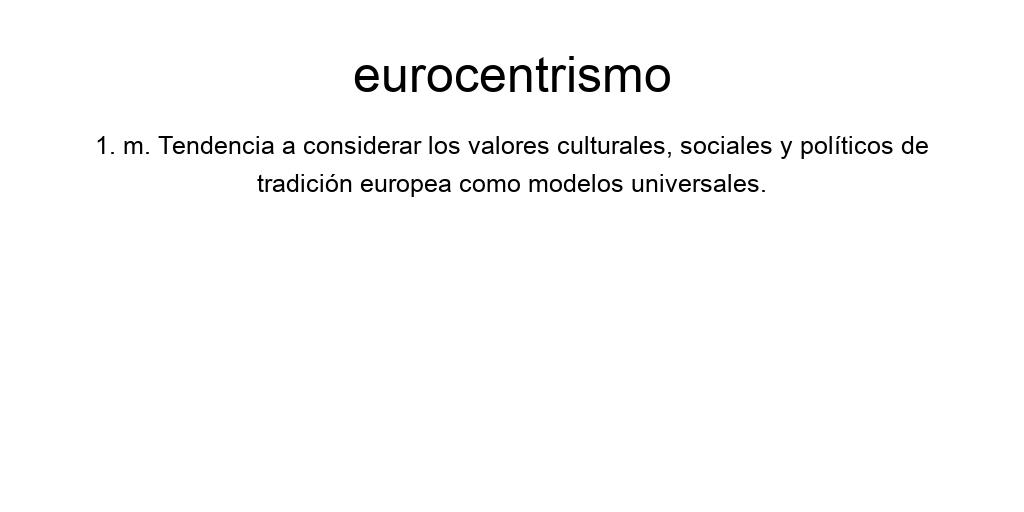 eurocentrismo
1. m. Tendencia a considerar los valores culturales, sociales y políticos de
tradición europea como modelos universales.